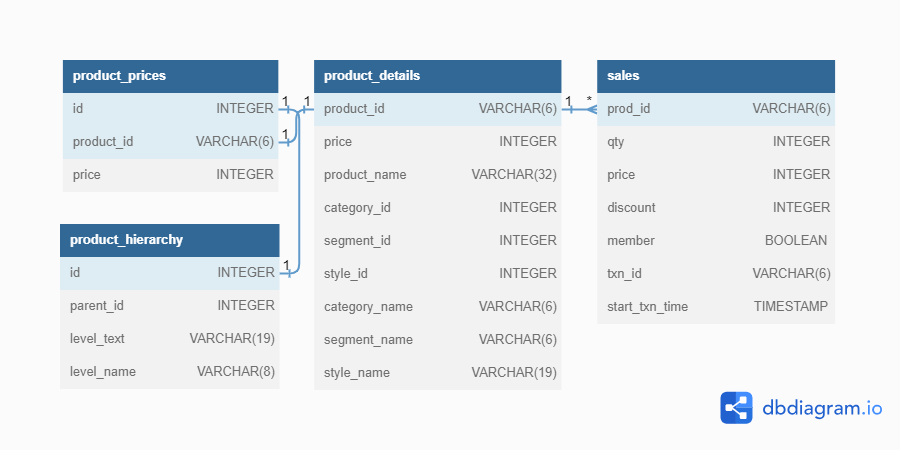 product_prices
id INTEGER
product_id VARCHAR(6)
price INTEGER
1
1
product_hierarchy
id INTEGER
parent_id INTEGER
level_text VARCHAR(19)
level_name VARCHAR(8)
1
1
product_details
product_id VARCHAR(6)
price INTEGER
product_name VARCHAR(32)
category_id INTEGER
segment_id INTEGER
style_id INTEGER
category_name VARCHAR(6)
segment_name VARCHAR(6)
style_name VARCHAR(19)
1 *
sales
prod_id VARCHAR(6)
qty INTEGER
price INTEGER
discount INTEGER
member BOOLEAN
txn_id VARCHAR(6)
start_txn_time TIMESTAMP
dbdiagram.io